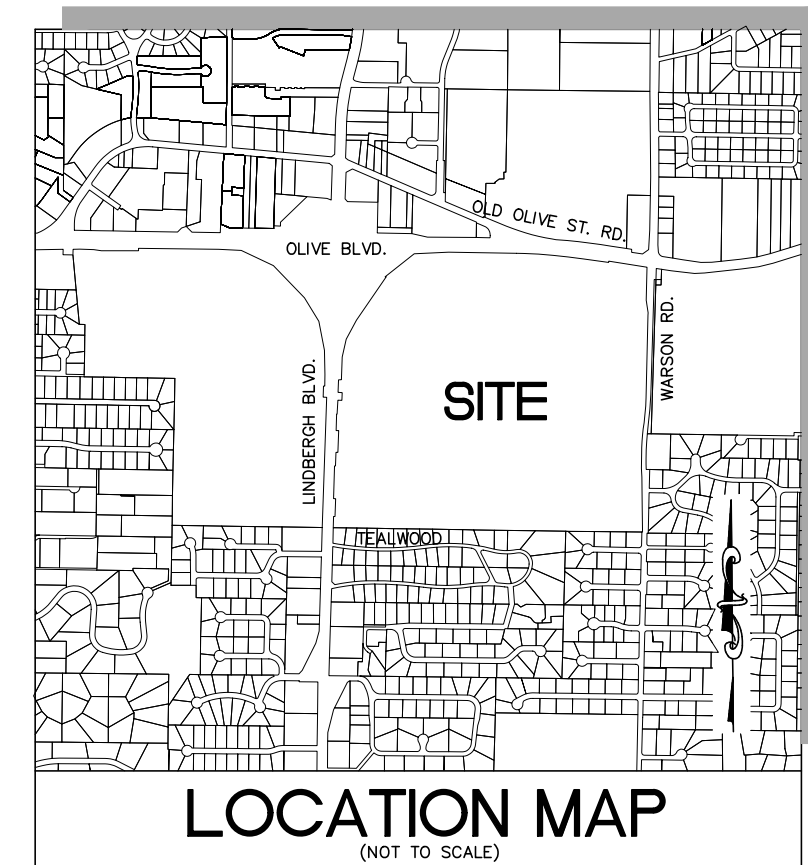 OLD OLIVE ST. RD.
OLIVE BLVD.
WARSON RD.
LINDBERGH BLVD.
SITE
TEALWOOD
LOCATION MAP
(NOT TO SCALE)